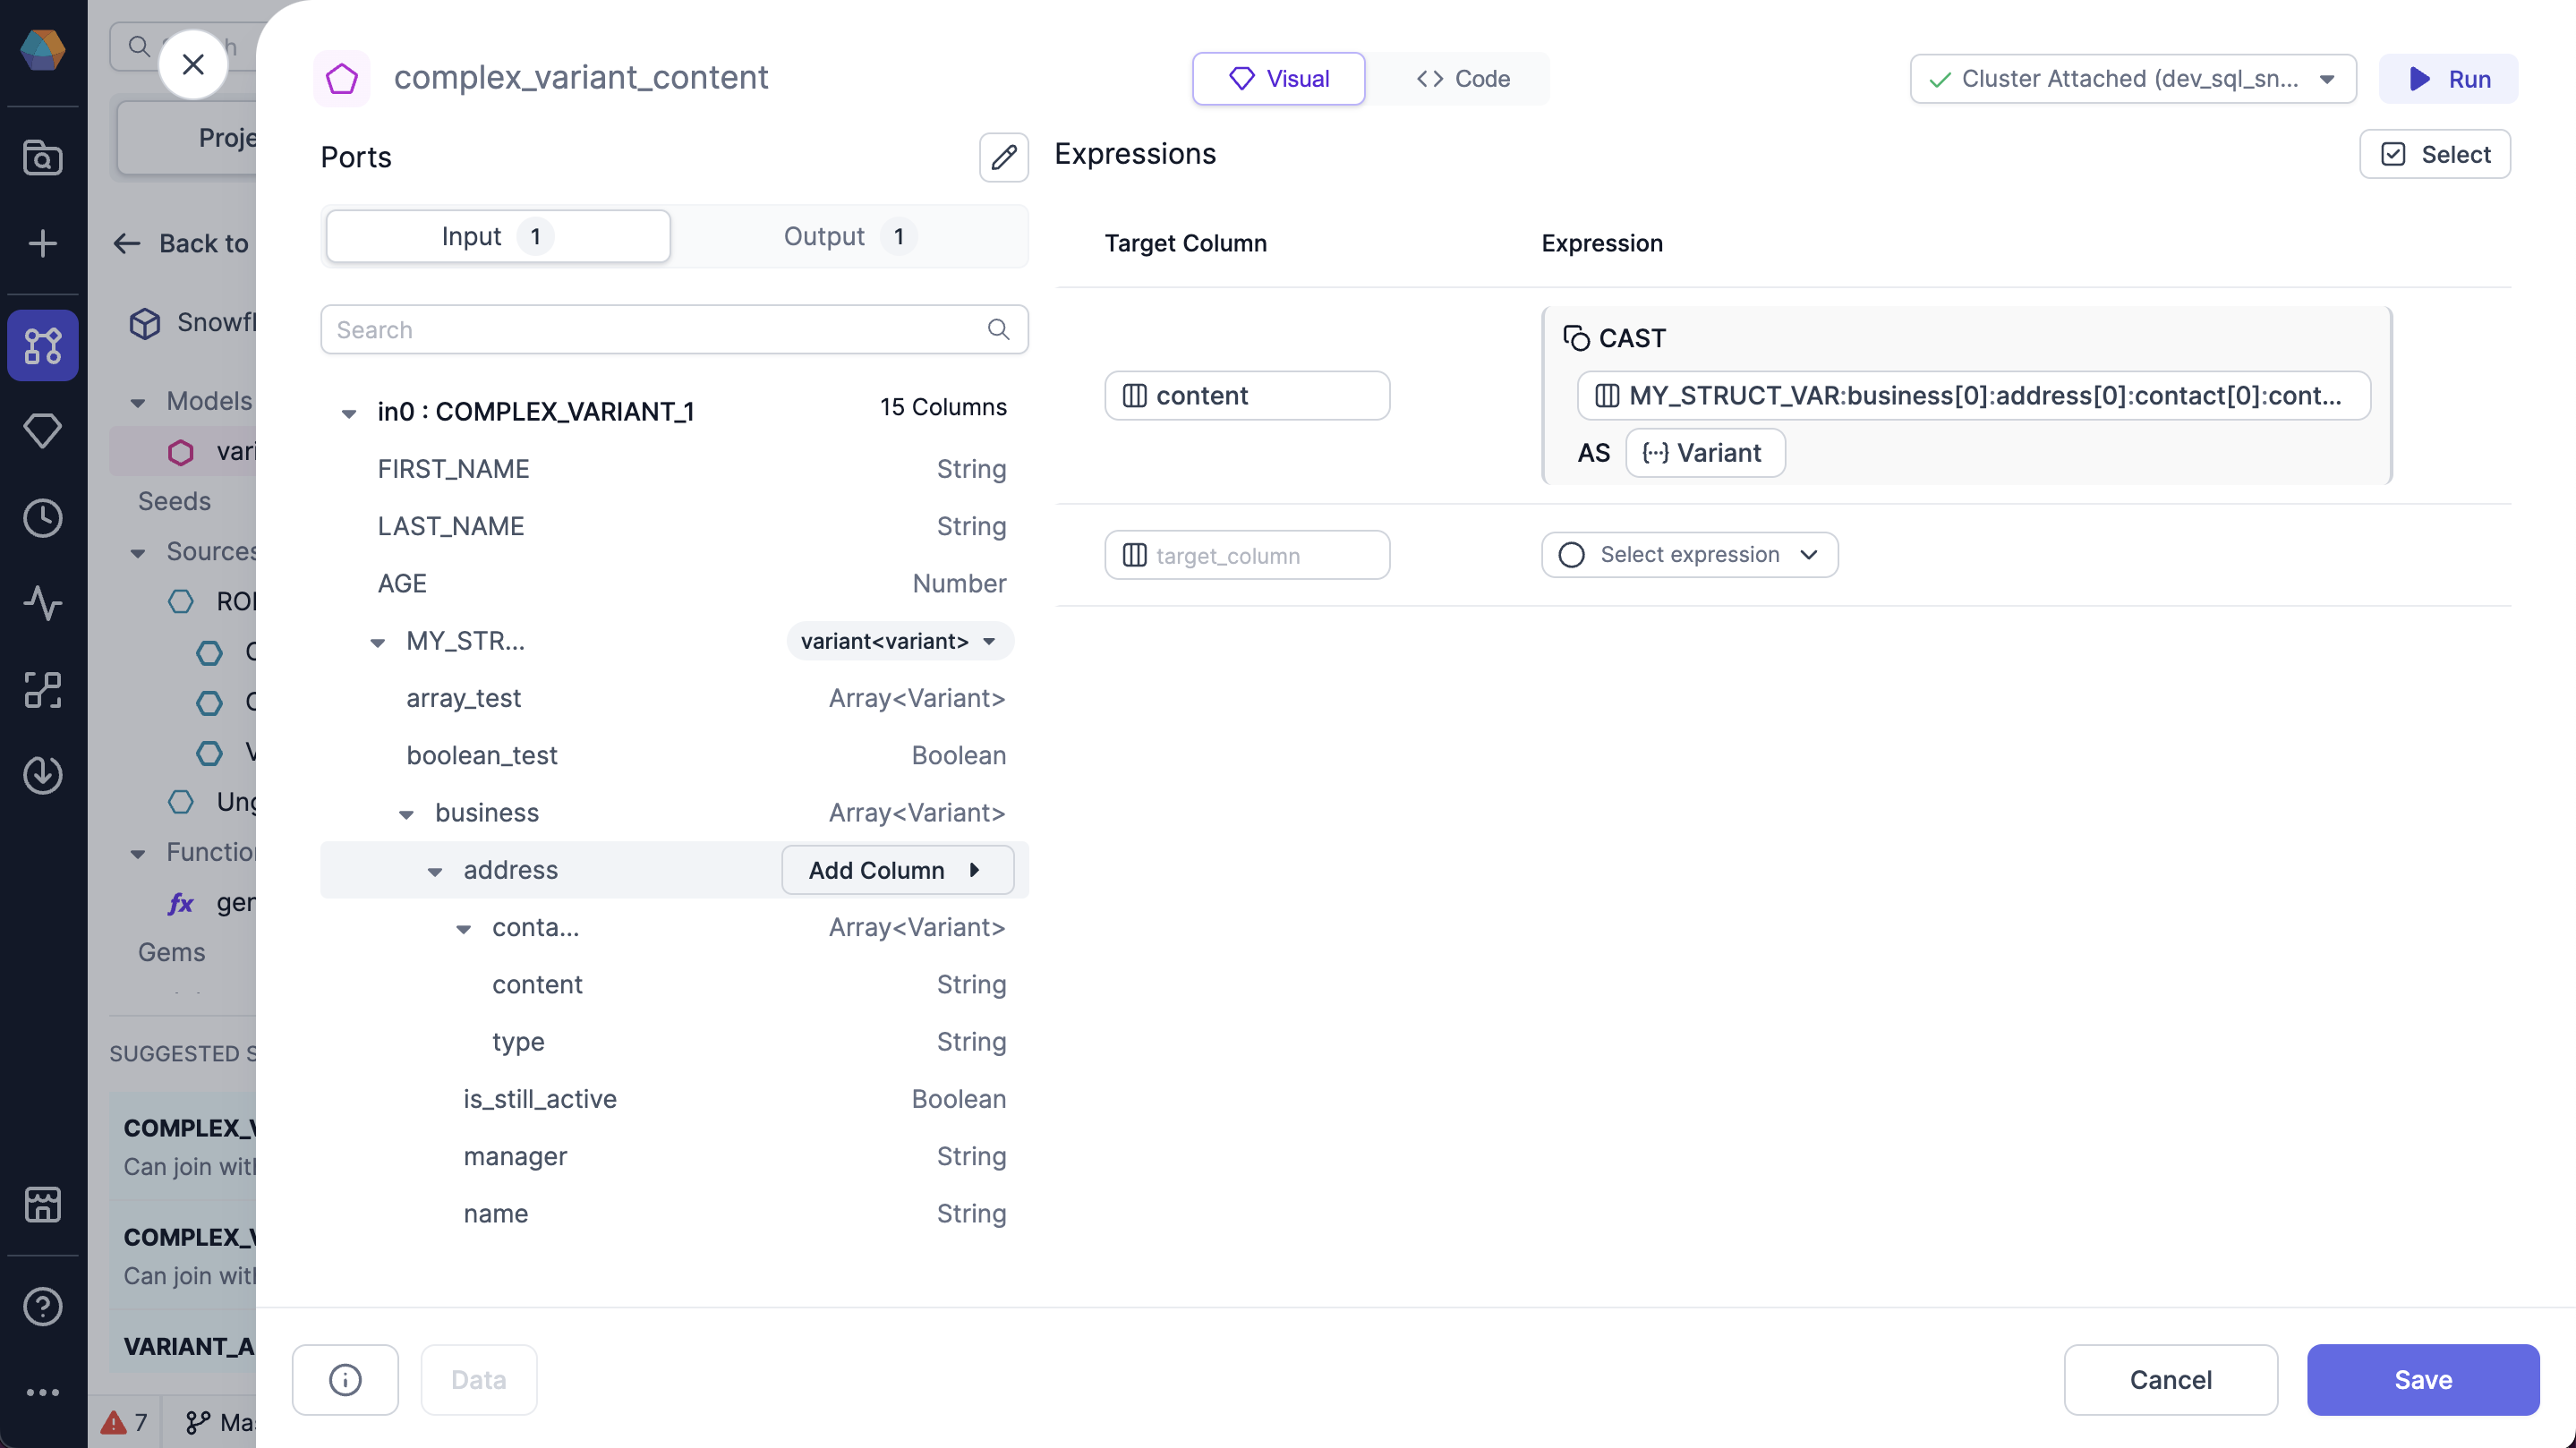 complex_variant_content
Visual
Code
Cluster Attached (dev_sql_sn...
Run
Ports
Expressions
Select
Input 1
Output 1
Search
in0 : COMPLEX_VARIANT_1 15 Columns
FIRST_NAME String
LAST_NAME String
AGE Number
MY_STR... variant<variant>
array_test Array<Variant>
boolean_test Boolean
business Array<Variant>
address Add Column
conta... Array<Variant>
content String
type String
is_still_active Boolean
manager String
name String
Target Column Expression
content
CAST
MY_STRUCT_VAR:business[0]:address[0]:contact[0]:cont...
AS {...} Variant
target_column
Select expression
Data
Cancel
Save
Proje
Back to
Snowfl
Models
vari
Seeds
Sources
Functio
gen
Gems
SUGGESTED S
COMPLEX_V
Can join with
COMPLEX_V
Can join with
VARIANT_A
7
Mas